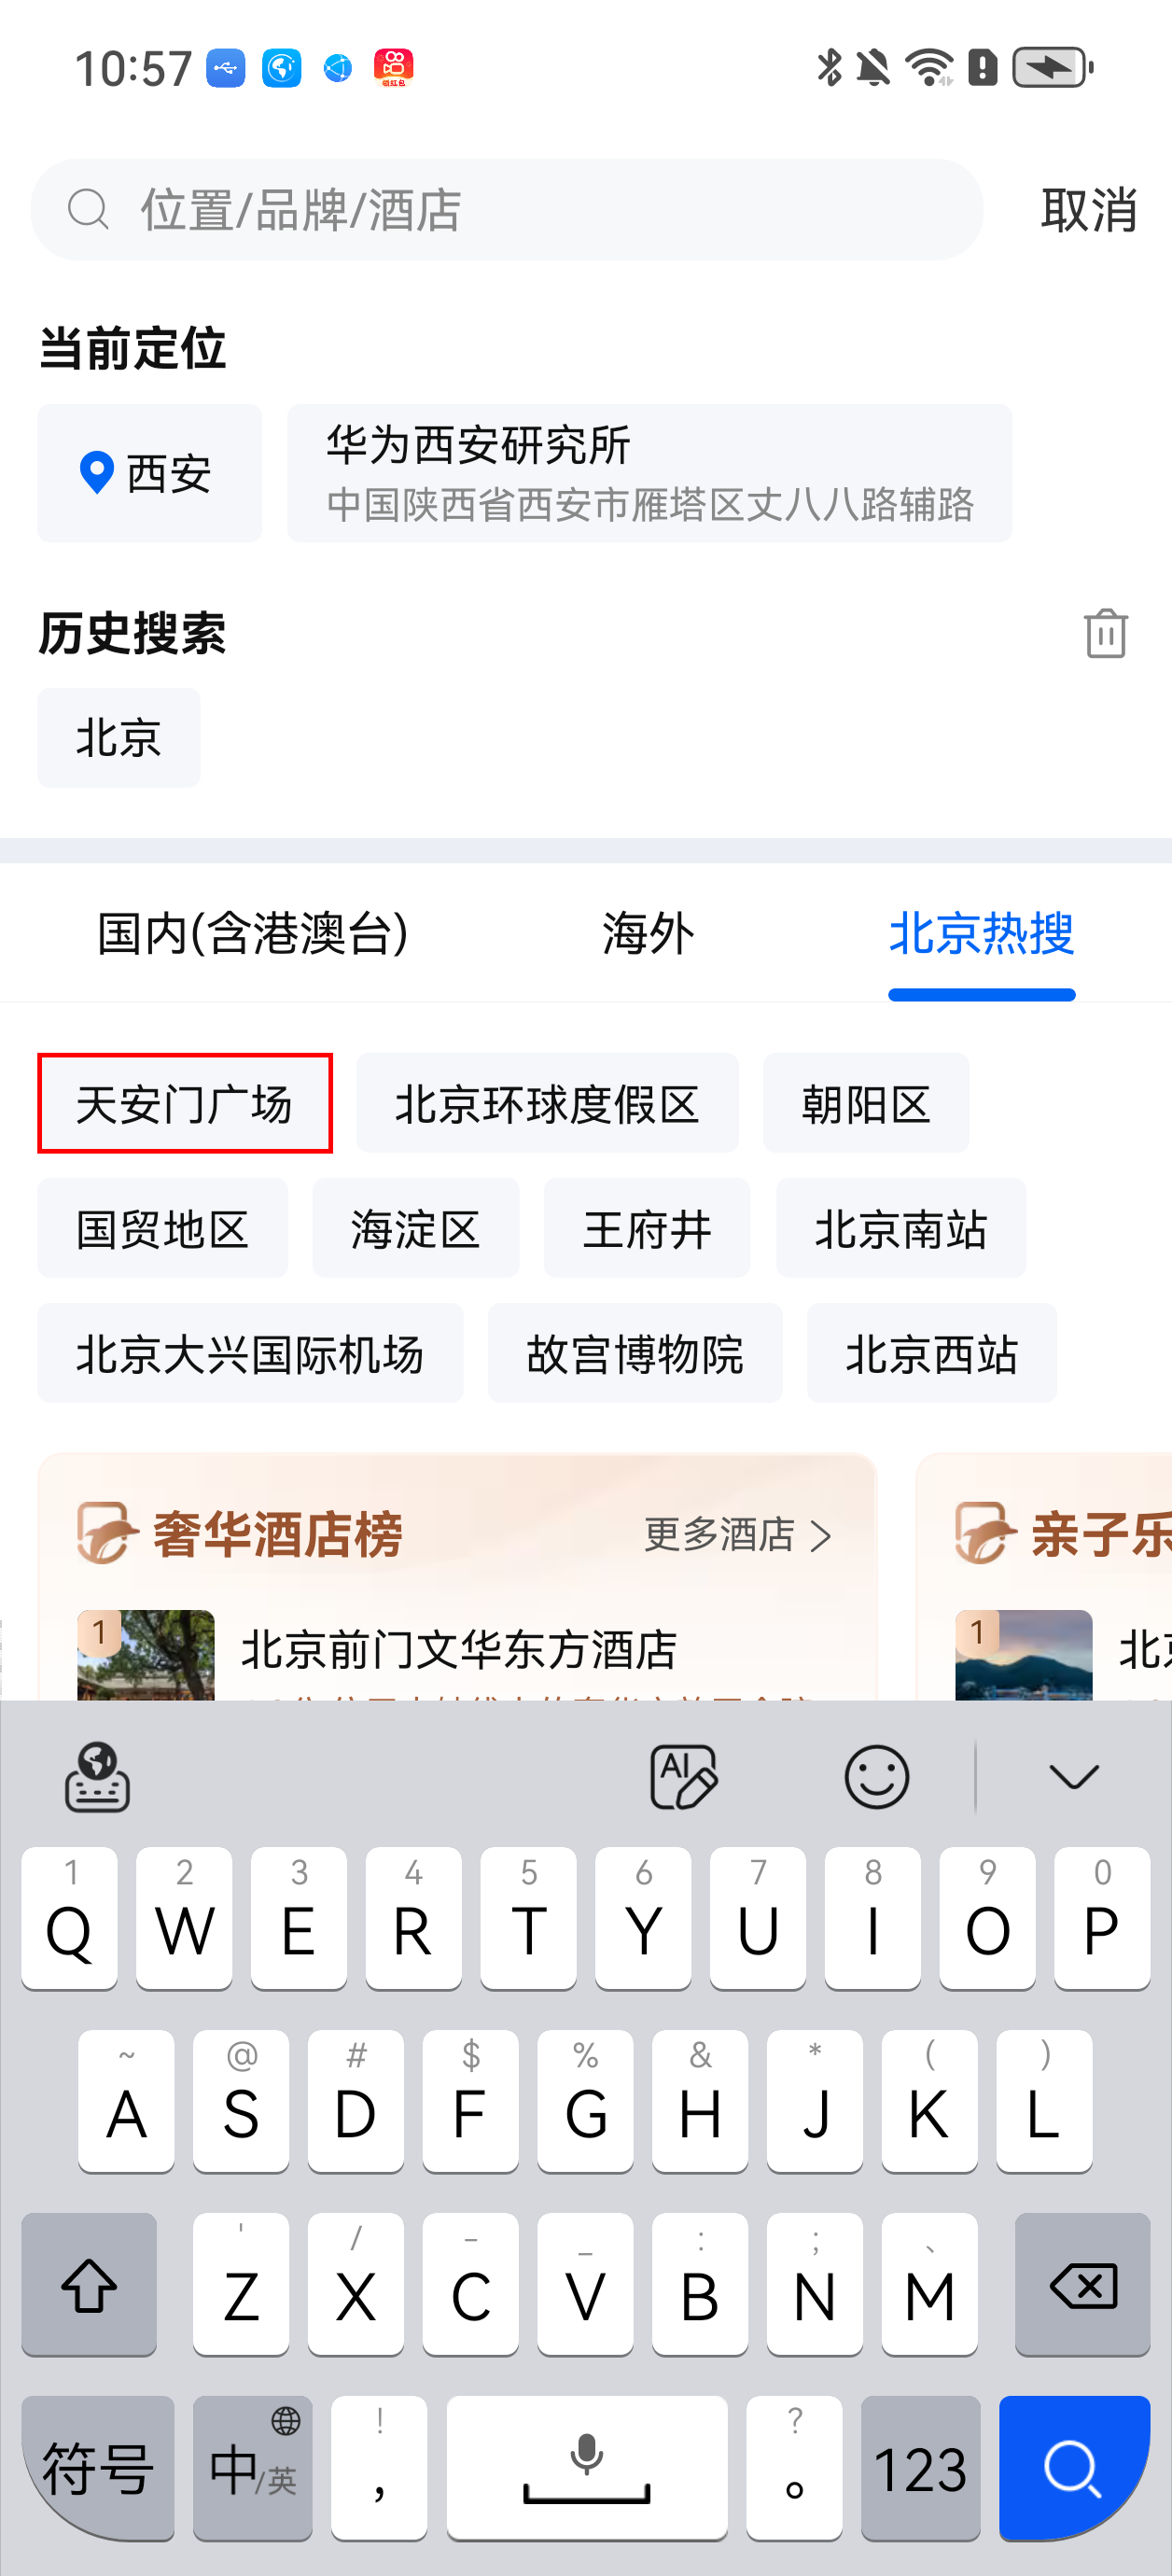 10:57
领红包
位置/品牌/酒店
取消
当前定位
西安
华为西安研究所
中国陕西省西安市雁塔区丈八八路辅路
历史搜索
北京
国内(含港澳台)
海外
北京热搜
天安门广场
北京环球度假区
朝阳区
国贸地区
海淀区
王府井
北京南站
北京大兴国际机场
故宫博物院
北京西站
奢华酒店榜
更多酒店
亲子乐
1
北京前门文华东方酒店
1
AI
1 2 3 4 5 6 7 8 9 0
Q W E R T Y U I O P
~ @ # $ % & * ( )
A S D F G H J K L
' / - _ : ; 、
Z X C V B N M
符号
中/英
!
,
?
。
123